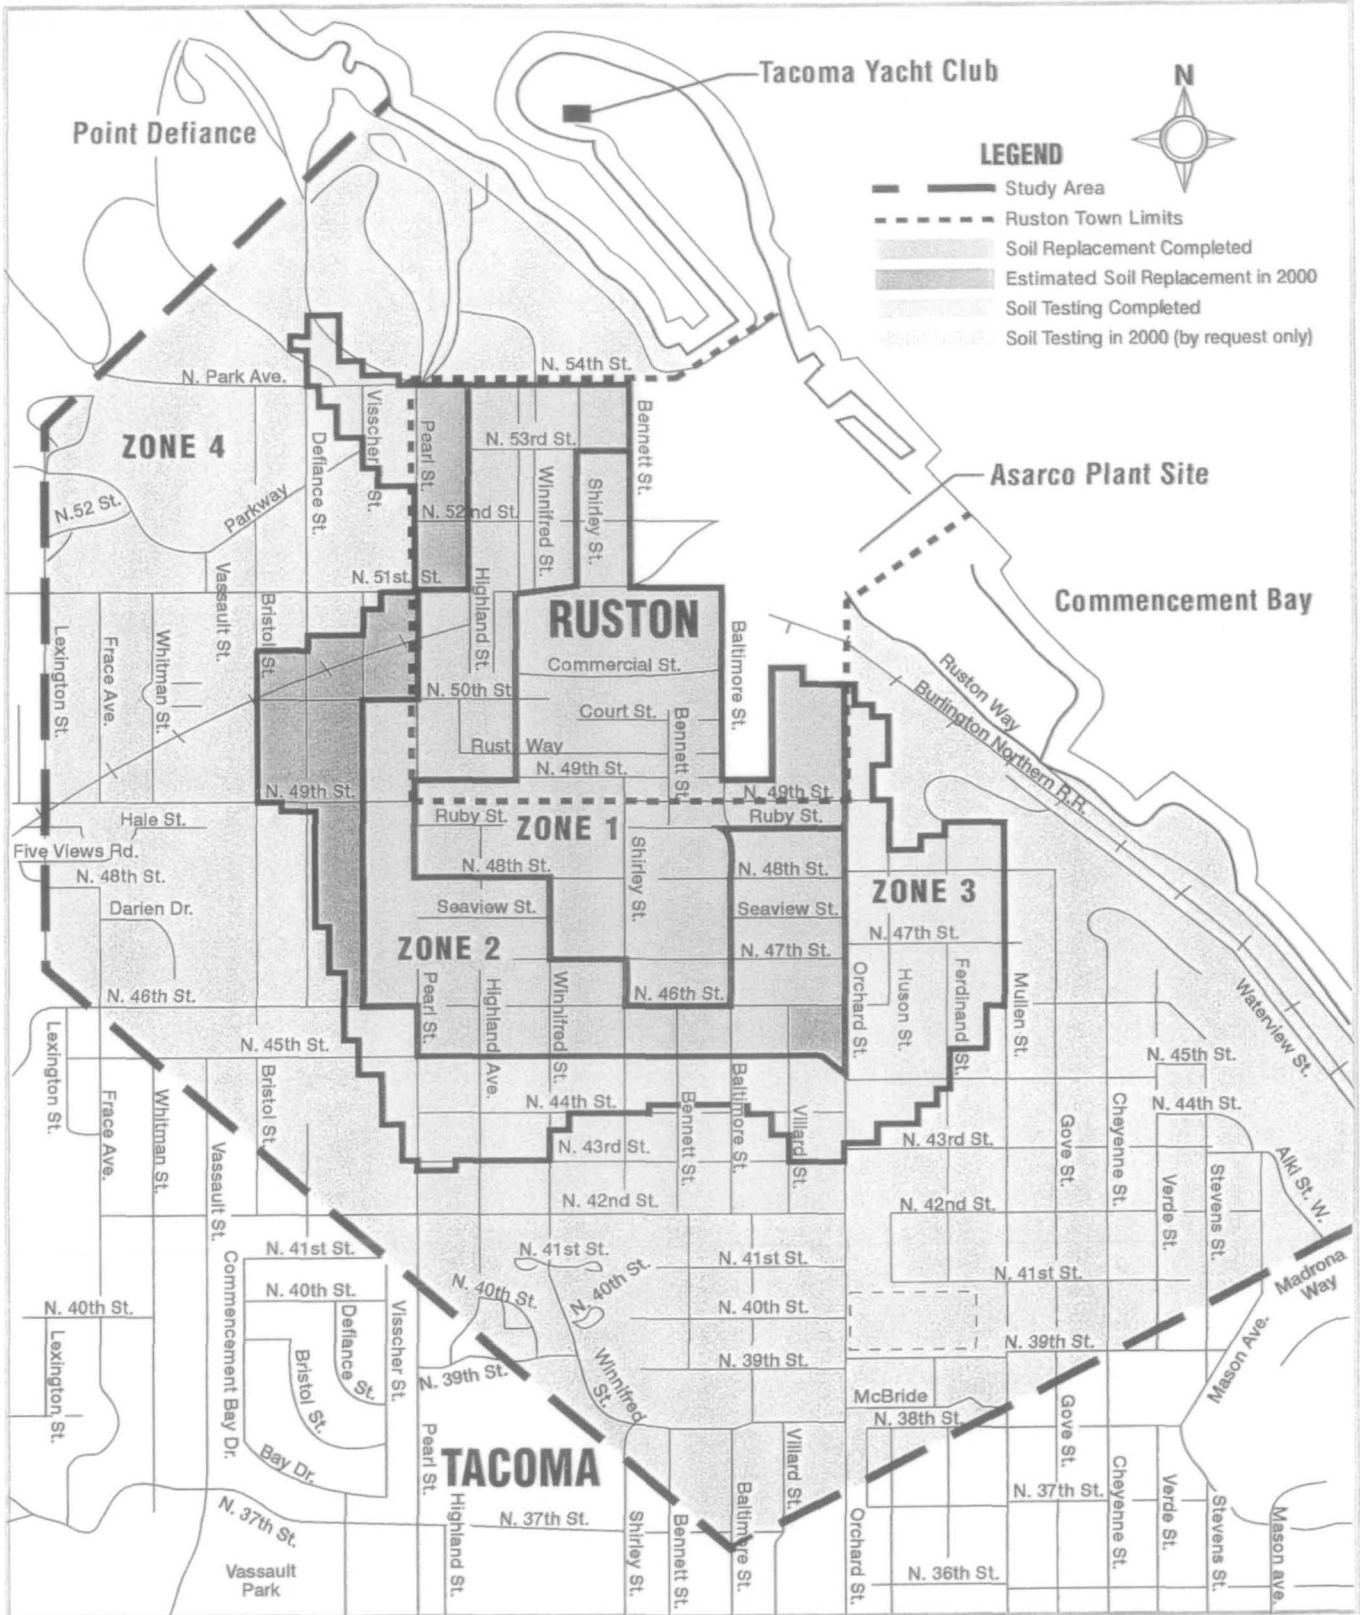 Tacoma Yacht Club
N
Point Defiance
LEGEND
Study Area
Ruston Town Limits
Soil Replacement Completed
Estimated Soil Replacement in 2000
Soil Testing Completed
Soil Testing in 2000 (by request only)
N. 54th St.
N. Park Ave.
ZONE 4
Visscher St.
Defiance St.
Pearl St.
N. 53rd St.
Bennett St.
Winnifred St.
Shirley St.
Asarco Plant Site
N.52 St.
Parkway
N. 52nd St.
N. 51st. St.
Vassault St.
Bristol St.
Highland St.
RUSTON
Commencement Bay
Lexington St.
Frace Ave.
Whitman St.
Commercial St.
Baltimore St.
Ruston Way
Burlington Northern R.R.
N. 50th St
Court St.
Bennett St.
Rust Way
N. 49th St.
N. 49th St.
N. 49th St.
Hale St.
Ruby St.
ZONE 1
Ruby St.
Five Views Rd.
N. 48th St.
N. 48th St.
Shirley St.
N. 48th St.
ZONE 3
Darien Dr.
Seaview St.
Seaview St.
N. 47th St.
ZONE 2
N. 47th St.
N. 46th St.
Pearl St.
Highland Ave.
Winnifred St.
N. 46th St.
Orchard St.
Huson St.
Ferdinand St.
Mullen St.
Waterview St.
Lexington St.
N. 45th St.
N. 45th St.
Frace Ave.
Whitman St.
Bristol St.
N. 44th St.
Bennett St.
Baltimore St.
Villard St.
Gove St.
Cheyenne St.
N. 44th St.
Vassault St.
N. 43rd St.
N. 43rd St.
Verde St.
Stevens St.
Alki St. W.
N. 42nd St.
N. 42nd St.
N. 41st St.
N. 41st St.
N. 41st St.
N. 41st St.
Madrona
Way
Commencement Bay Dr.
N. 40th St.
N. 40th St.
N. 40th St.
N. 40th St.
N. 40th St.
Lexington St.
Defiance St.
Visscher St.
Bristol St.
N. 39th St.
Winnifred St.
N. 39th St.
N. 39th St.
Mason Ave.
McBride
N. 38th St.
Bay Dr.
Pearl St.
TACOMA
Villard St.
Gove St.
Cheyenne St.
Verde St.
Stevens St.
Mason ave.
N. 37th St.
Highland St.
N. 37th St.
Shirley St.
Bennett St.
Baltimore St.
Orchard St.
N. 37th St.
Vassault
Park
N. 36th St.